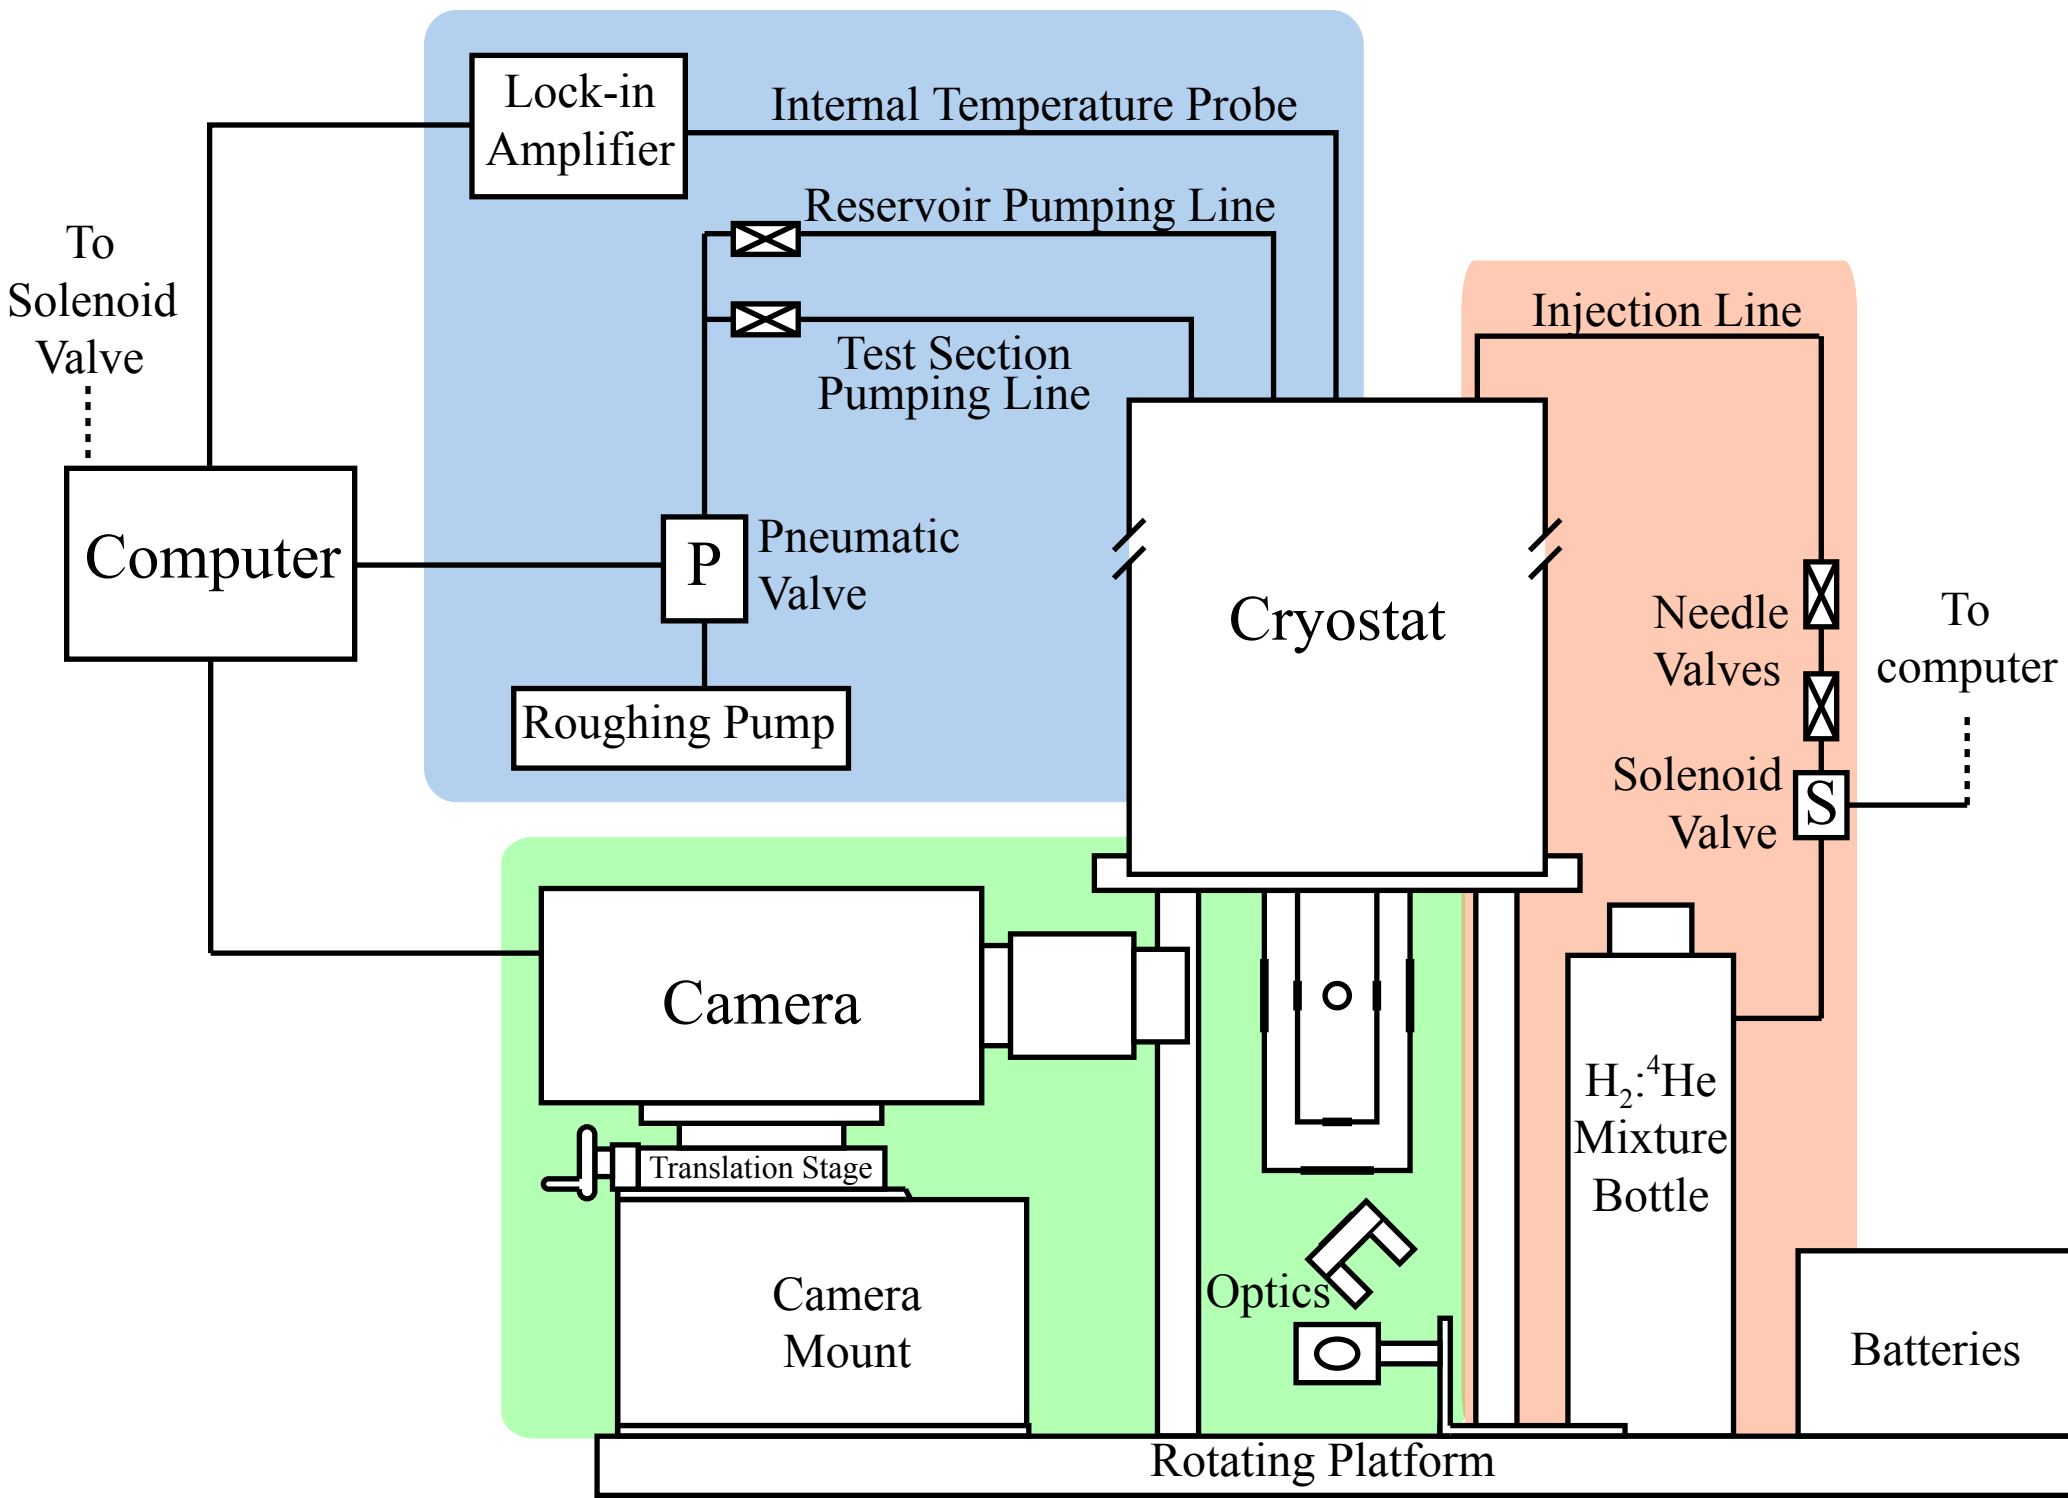 Lock-in
Amplifier
Internal Temperature Probe
Reservoir Pumping Line
To
Solenoid
Valve
Test Section
Pumping Line
Injection Line
Computer
P
Pneumatic
Valve
Roughing Pump
Cryostat
Needle
Valves
To
computer
Solenoid
Valve
S
Camera
Translation Stage
Camera
Mount
Optics
H₂:⁴He
Mixture
Bottle
Batteries
Rotating Platform